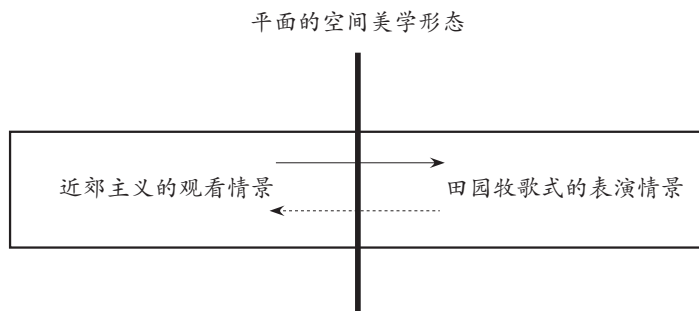 平面的空间美学形态
近郊主义的观看情景
田园牧歌式的表演情景